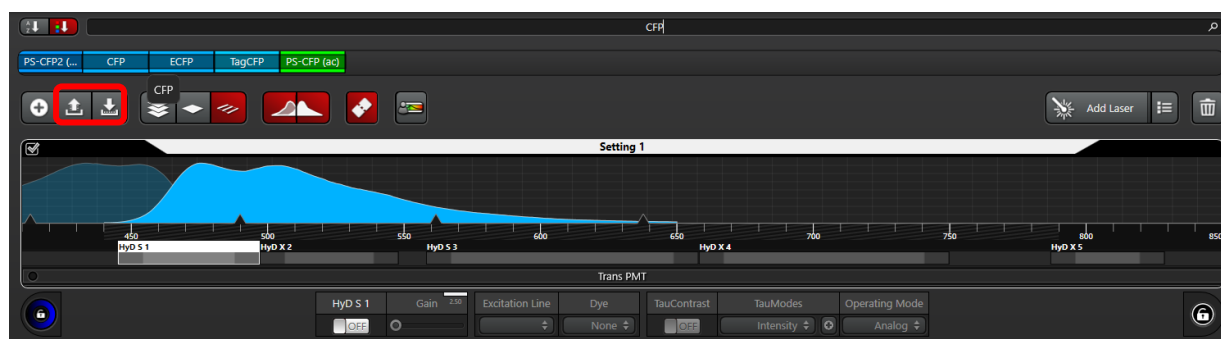 CFP
PS-CFP2 (... CFP ECFP TagCFP PS-CFP (ac)
CFP
Add Laser
Setting 1
450 500 550 600 650 700 750 800 850
HyD S 1 HyD X 2 HyD S 3 HyD X 4 HyD X 5
Trans PMT
HyD S 1 Gain 2.50 Excitation Line Dye TauContrast TauModes Operating Mode
OFF None OFF Intensity Analog